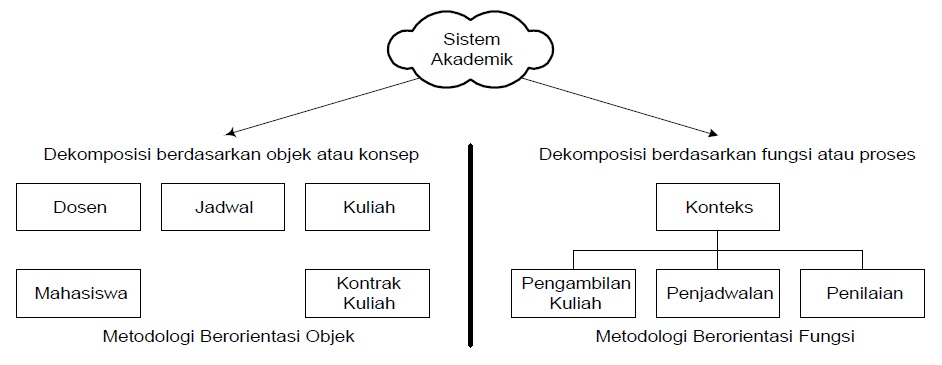 Sistem
Akademik
Dekomposisi berdasarkan objek atau konsep
Dosen
Jadwal
Kuliah
Mahasiswa
Kontrak
Kuliah
Metodologi Berorientasi Objek
Dekomposisi berdasarkan fungsi atau proses
Konteks
Pengambilan
Kuliah
Penjadwalan
Penilaian
Metodologi Berorientasi Fungsi